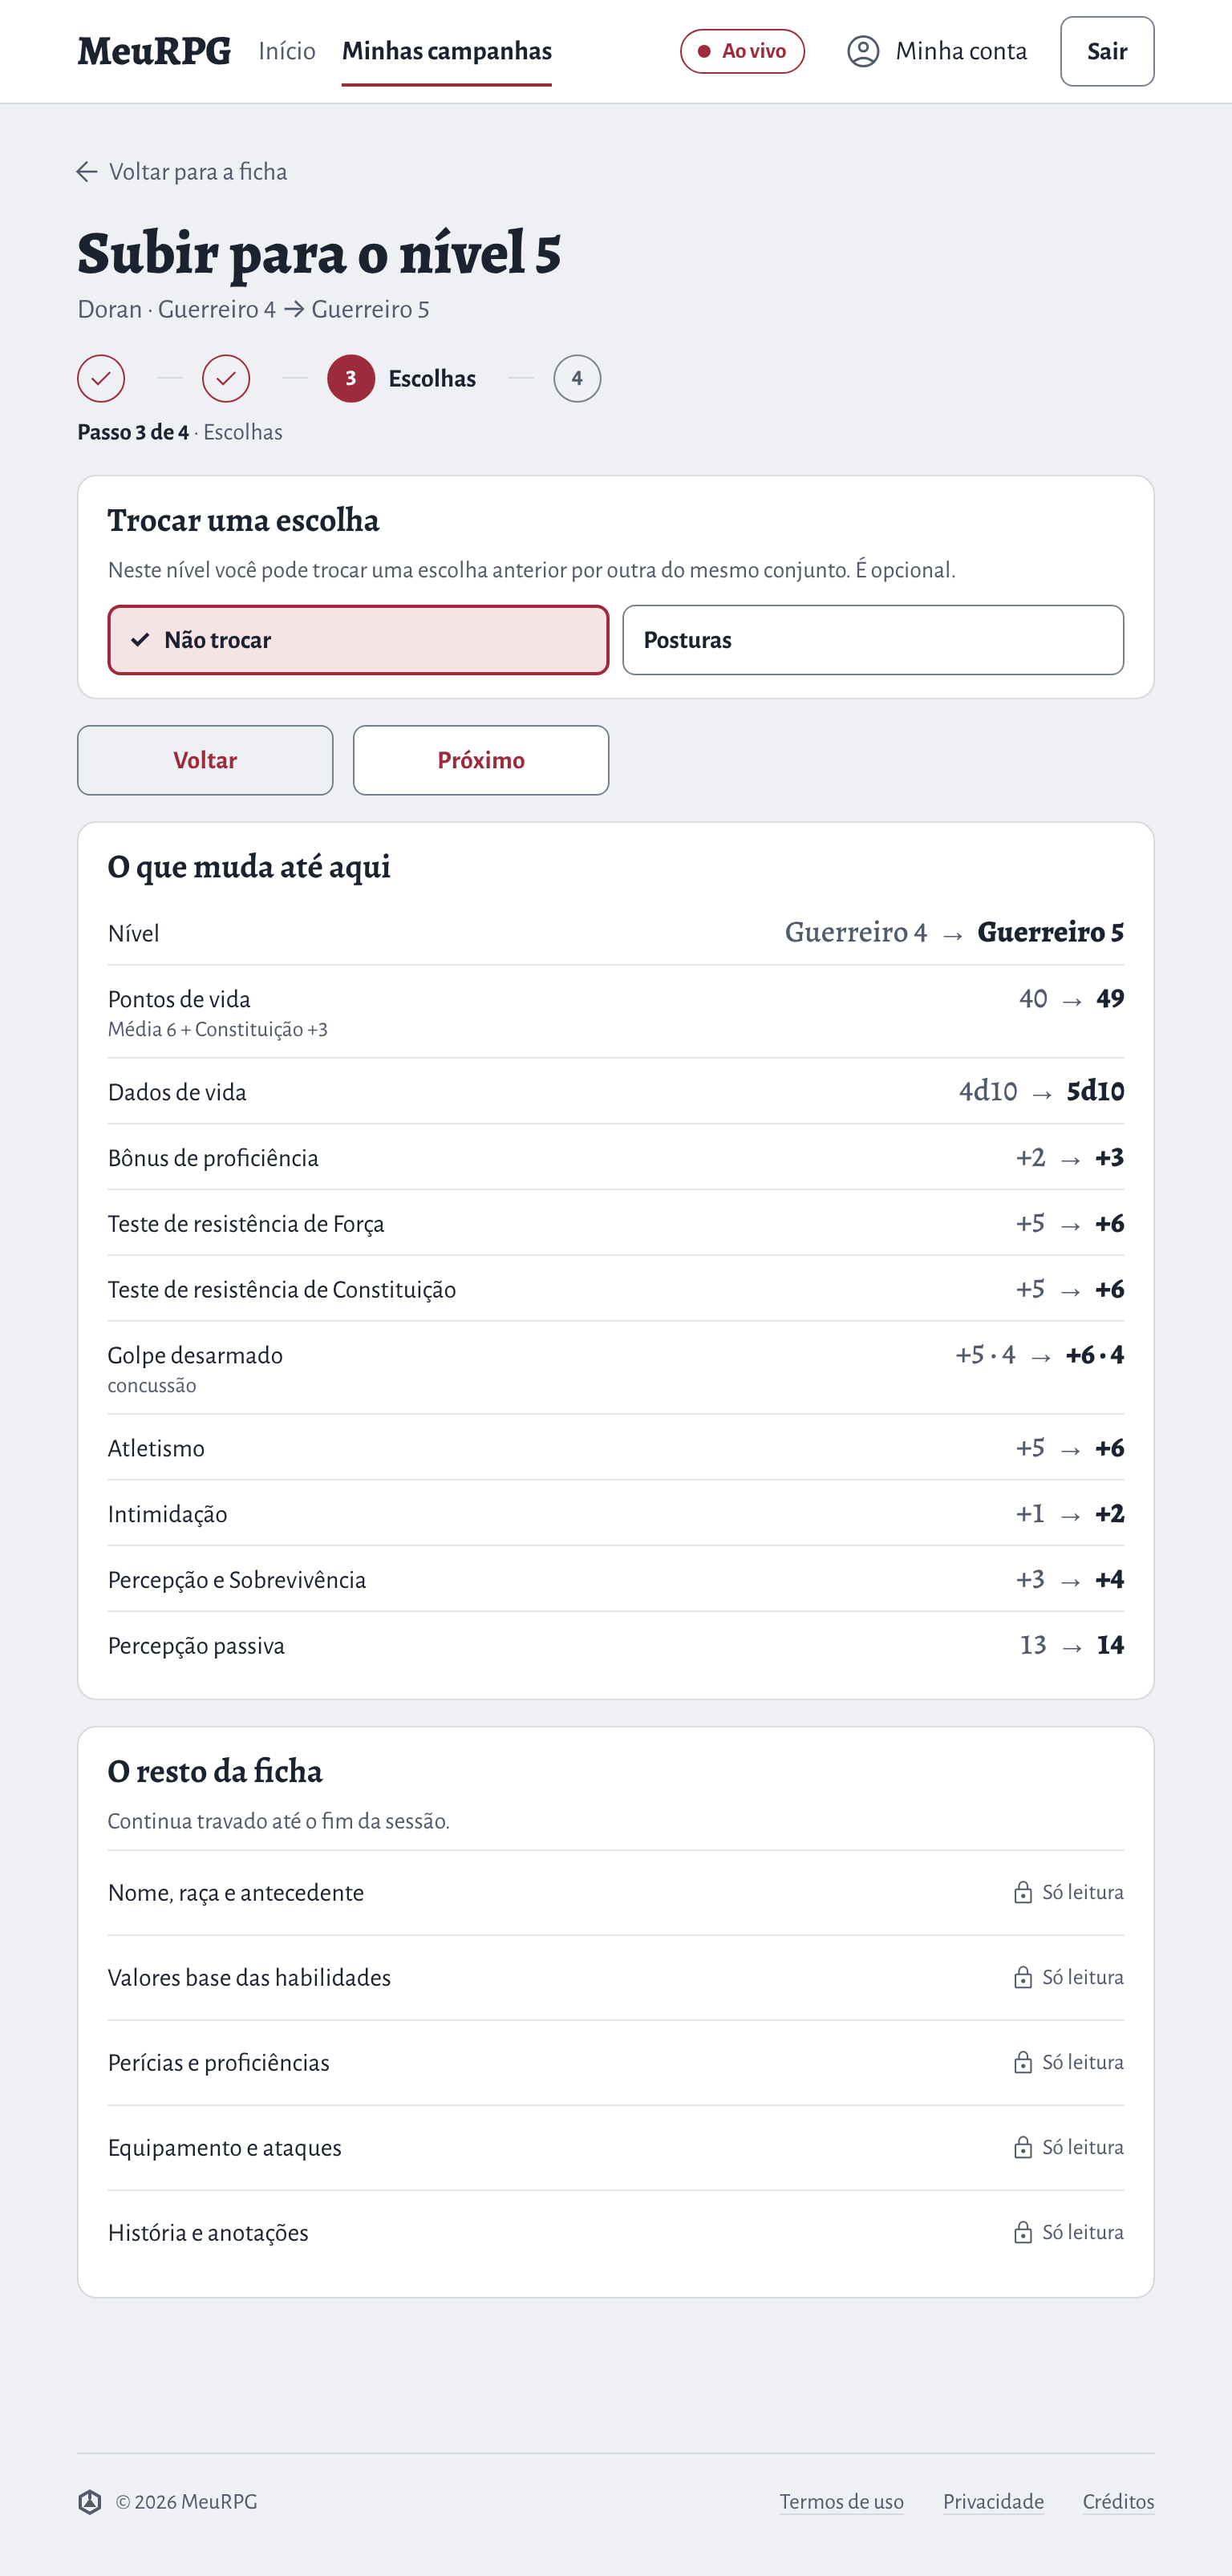 MeuRPG Início Minhas campanhas Ao vivo Minha conta Sair
← Voltar para a ficha
Subir para o nível 5
Doran · Guerreiro 4 → Guerreiro 5
3 Escolhas 4
Passo 3 de 4 · Escolhas
Trocar uma escolha
Neste nível você pode trocar uma escolha anterior por outra do mesmo conjunto. É opcional.
Não trocar Posturas
Voltar Próximo
O que muda até aqui
Nível Guerreiro 4 → Guerreiro 5
Pontos de vida 40 → 49
Média 6 + Constituição +3
Dados de vida 4d10 → 5d10
Bônus de proficiência +2 → +3
Teste de resistência de Força +5 → +6
Teste de resistência de Constituição +5 → +6
Golpe desarmado +5 · 4 → +6 · 4
concussão
Atletismo +5 → +6
Intimidação +1 → +2
Percepção e Sobrevivência +3 → +4
Percepção passiva 13 → 14
O resto da ficha
Continua travado até o fim da sessão.
Nome, raça e antecedente Só leitura
Valores base das habilidades Só leitura
Perícias e proficiências Só leitura
Equipamento e ataques Só leitura
História e anotações Só leitura
© 2026 MeuRPG Termos de uso Privacidade Créditos